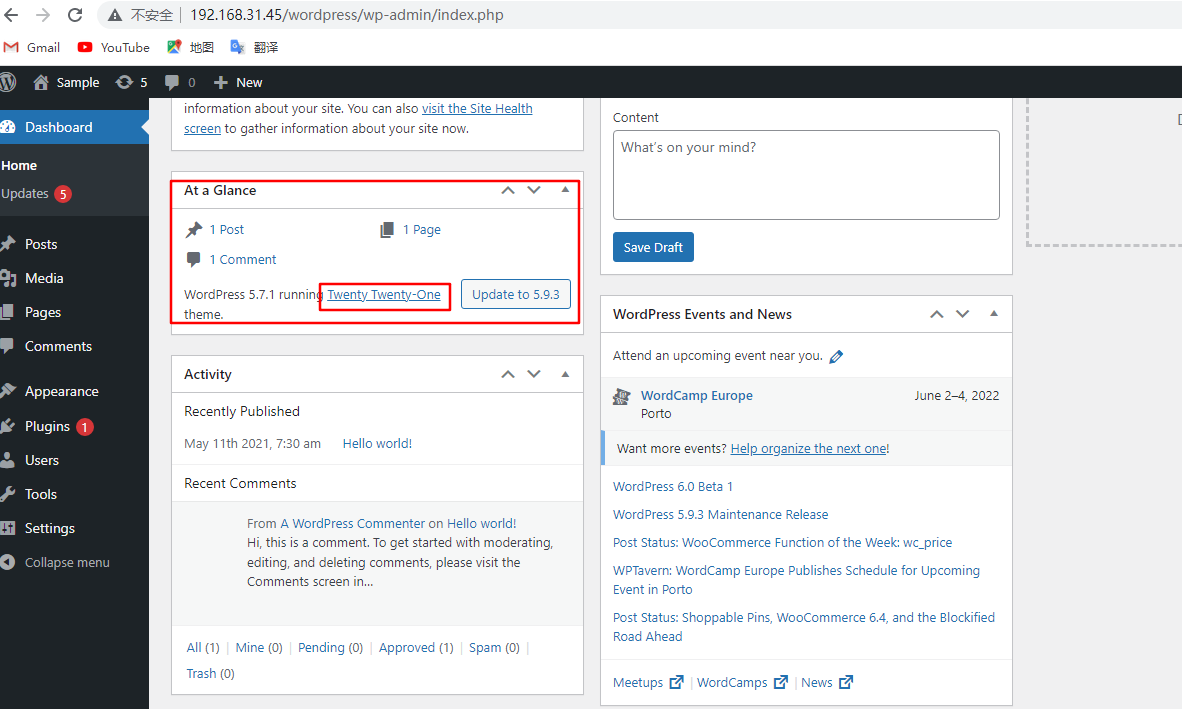 不安全
192.168.31.45/wordpress/wp-admin/index.php
Gmail
YouTube
地图
翻译
Sample
5
0
New
Dashboard
Home
Updates 5
Posts
Media
Pages
Comments
Appearance
Plugins 1
Users
Tools
Settings
Collapse menu
information about your site. You can also visit the Site Health
screen to gather information about your site now.
At a Glance
1 Post
1 Page
1 Comment
WordPress 5.7.1 running Twenty Twenty-One
theme.
Update to 5.9.3
Activity
Recently Published
May 11th 2021, 7:30 am
Hello world!
Recent Comments
From A WordPress Commenter on Hello world!
Hi, this is a comment. To get started with moderating,
editing, and deleting comments, please visit the
Comments screen in…
All (1) | Mine (0) | Pending (0) | Approved (1) | Spam (0) |
Trash (0)
Content
What's on your mind?
Save Draft
WordPress Events and News
Attend an upcoming event near you.
WordCamp Europe
June 2–4, 2022
Porto
Want more events? Help organize the next one!
WordPress 6.0 Beta 1
WordPress 5.9.3 Maintenance Release
Post Status: WooCommerce Function of the Week: wc_price
WPTavern: WordCamp Europe Publishes Schedule for Upcoming
Event in Porto
Post Status: Shoppable Pins, WooCommerce 6.4, and the Blockified
Road Ahead
Meetups | WordCamps | News